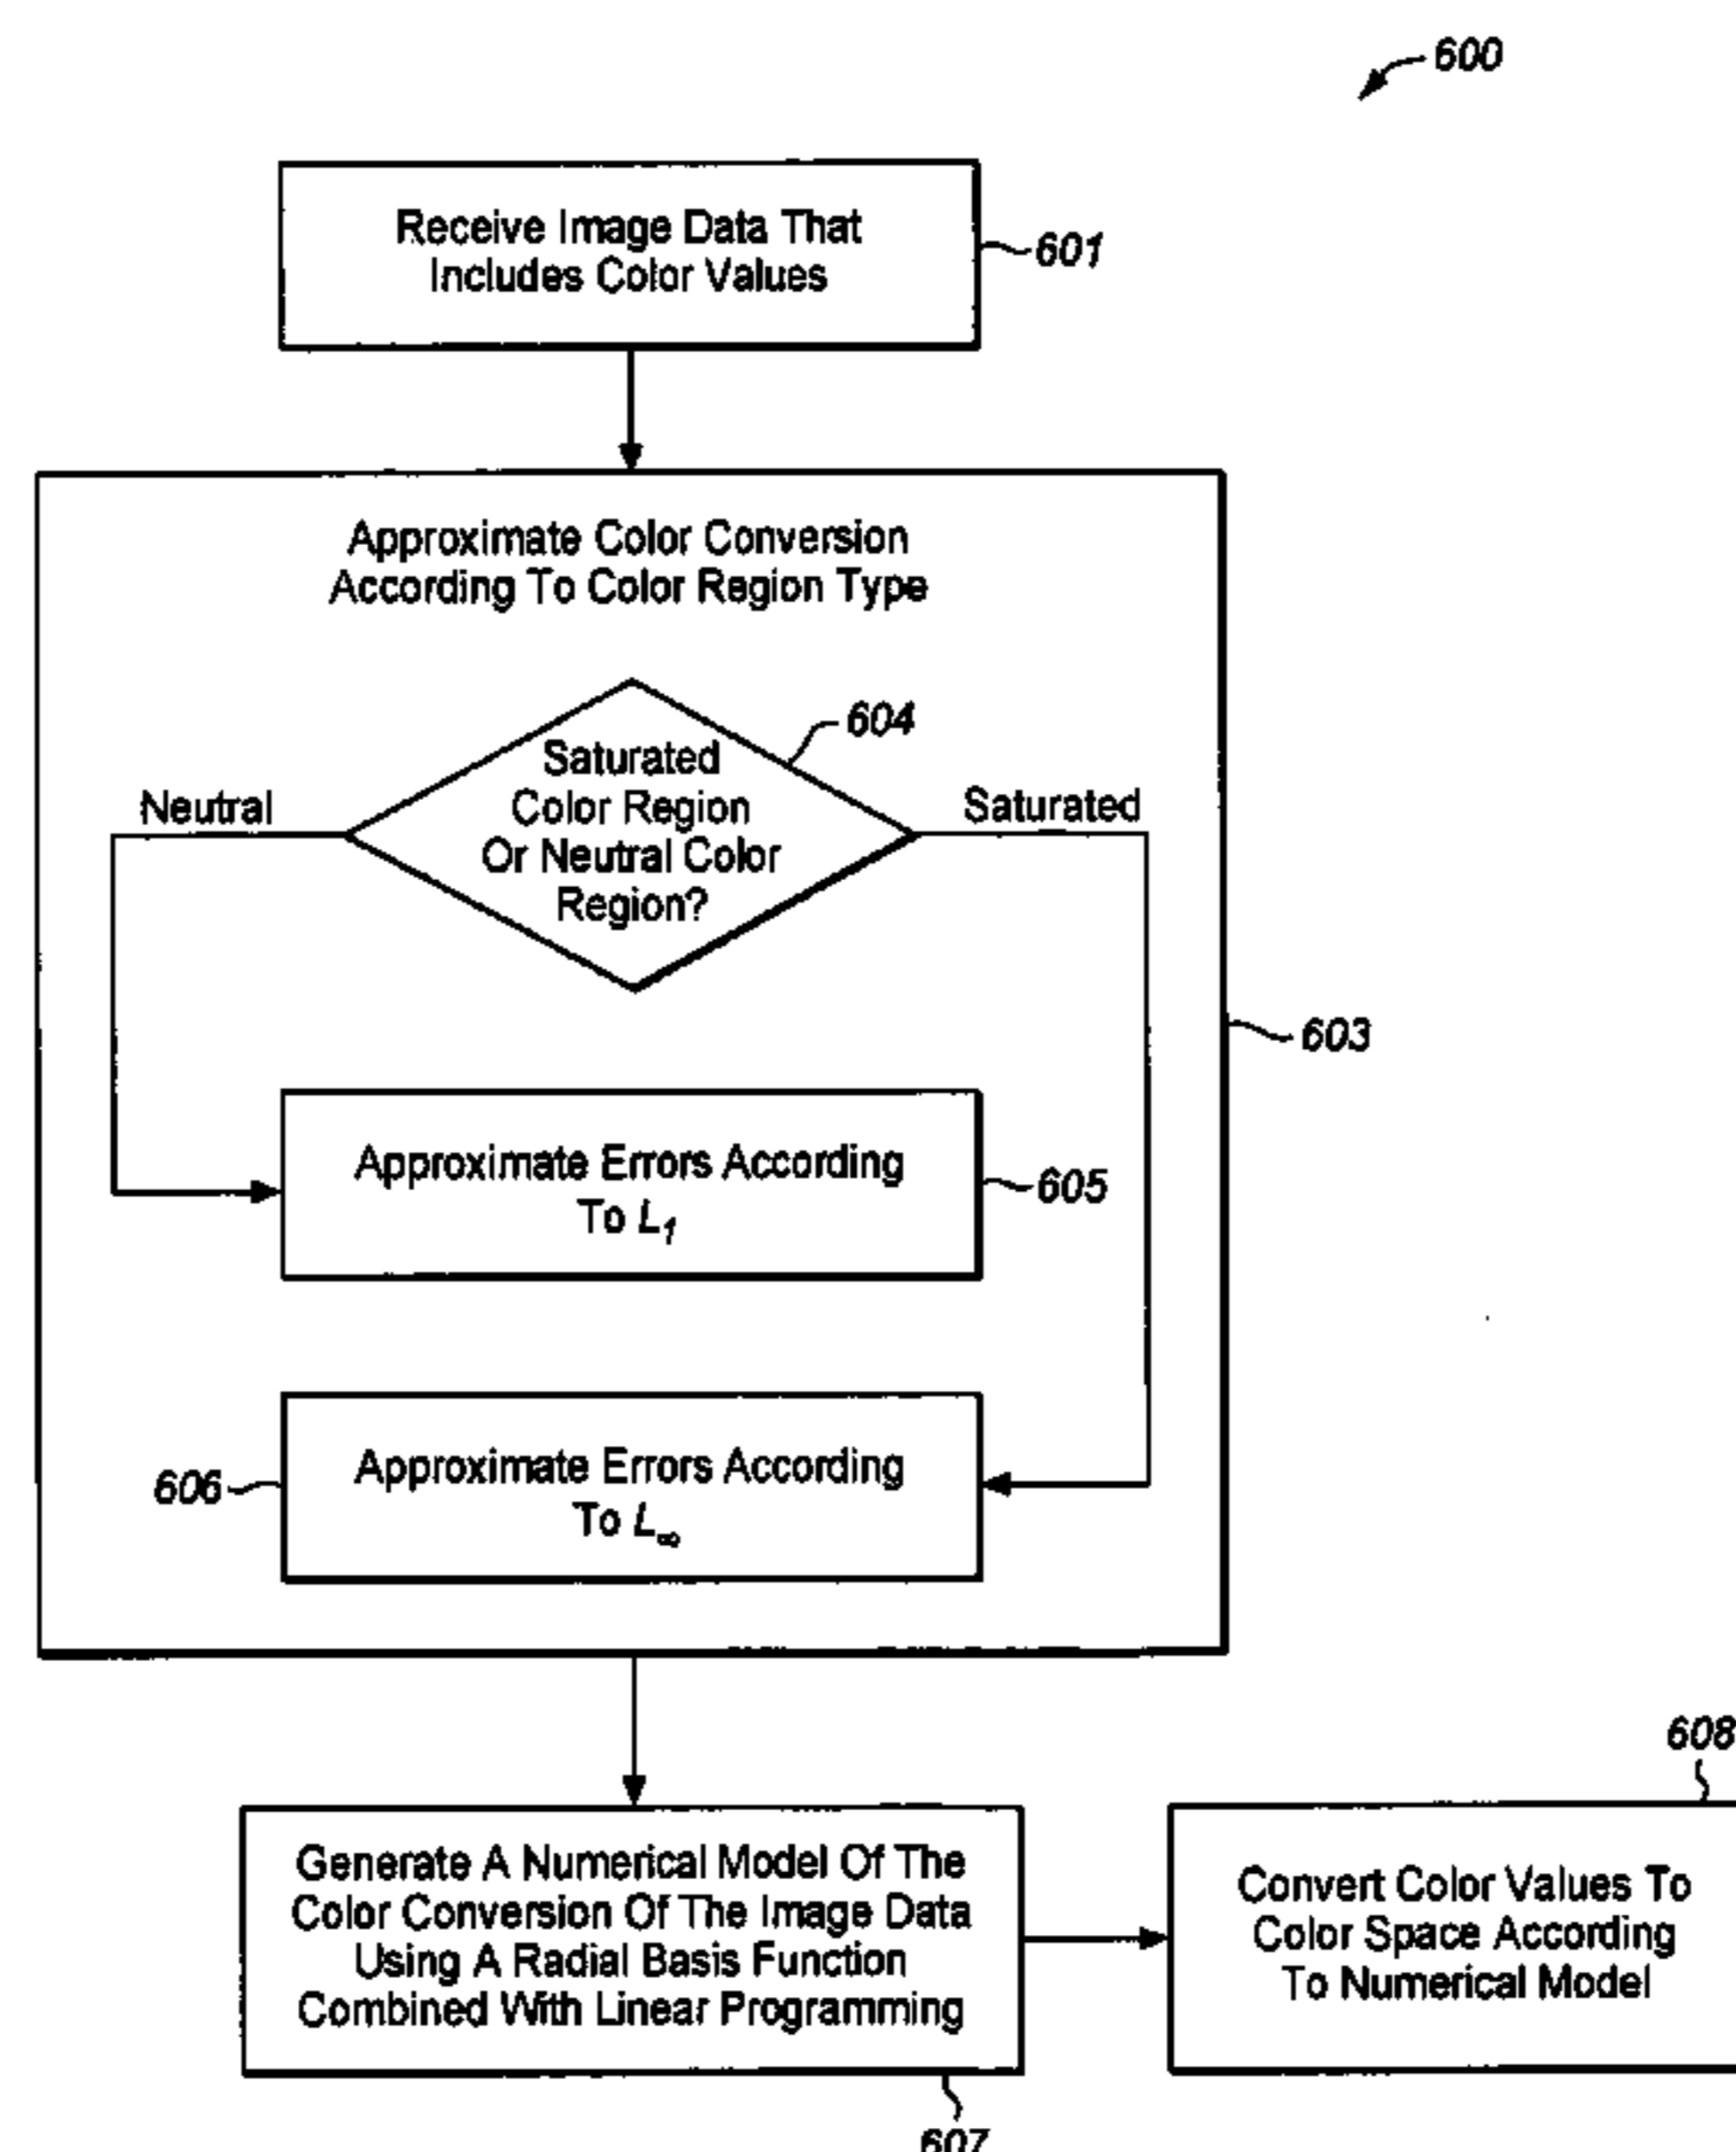 600
Receive Image Data That
Includes Color Values
601
Approximate Color Conversion
According To Color Region Type
604
Saturated
Color Region
Or Neutral Color
Region?
Neutral
Saturated
603
Approximate Errors According
To L₁
605
Approximate Errors According
To L∞
606
608
Generate A Numerical Model Of The
Color Conversion Of The Image Data
Using A Radial Basis Function
Combined With Linear Programming
Convert Color Values To
Color Space According
To Numerical Model
607